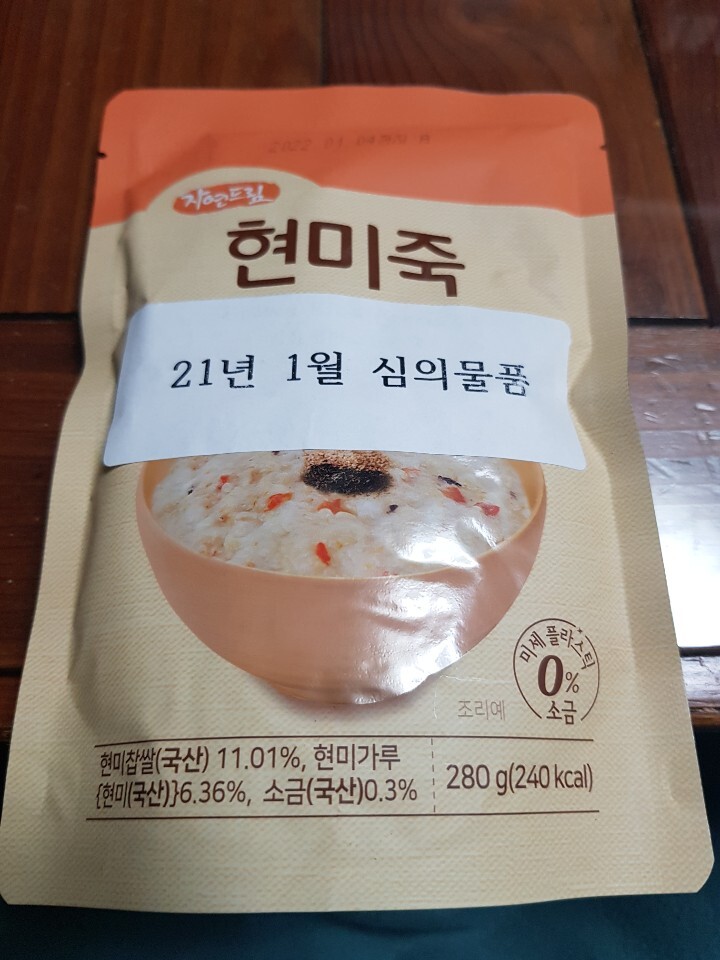 자연드림
현미죽
21년 1월 심의물품
미세 플라스틱
0%
소금
조리예
현미찹쌀(국산) 11.01%, 현미가루
{현미(국산)}6.36%, 소금(국산)0.3%
280 g(240 kcal)